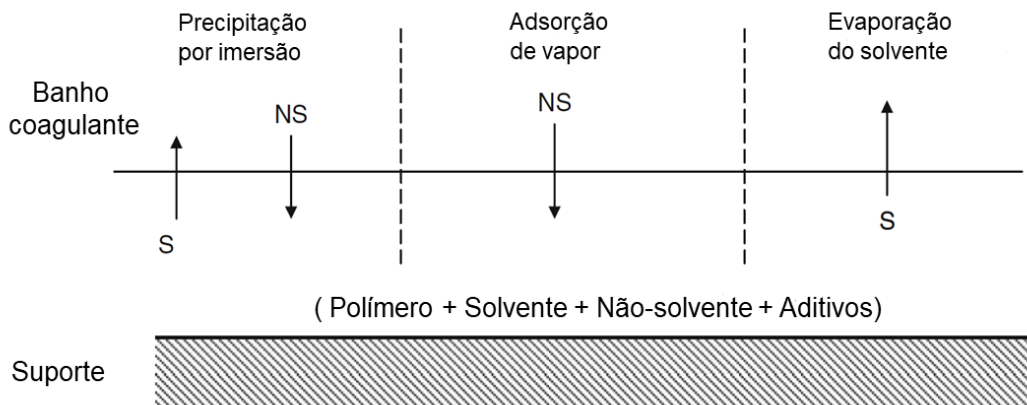 Precipitação
por imersão
Adsorção
de vapor
Evaporação
do solvente
Banho
coagulante
NS
NS
S
S
( Polímero + Solvente + Não-solvente + Aditivos)
Suporte